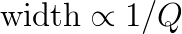 width ∝ 1/Q